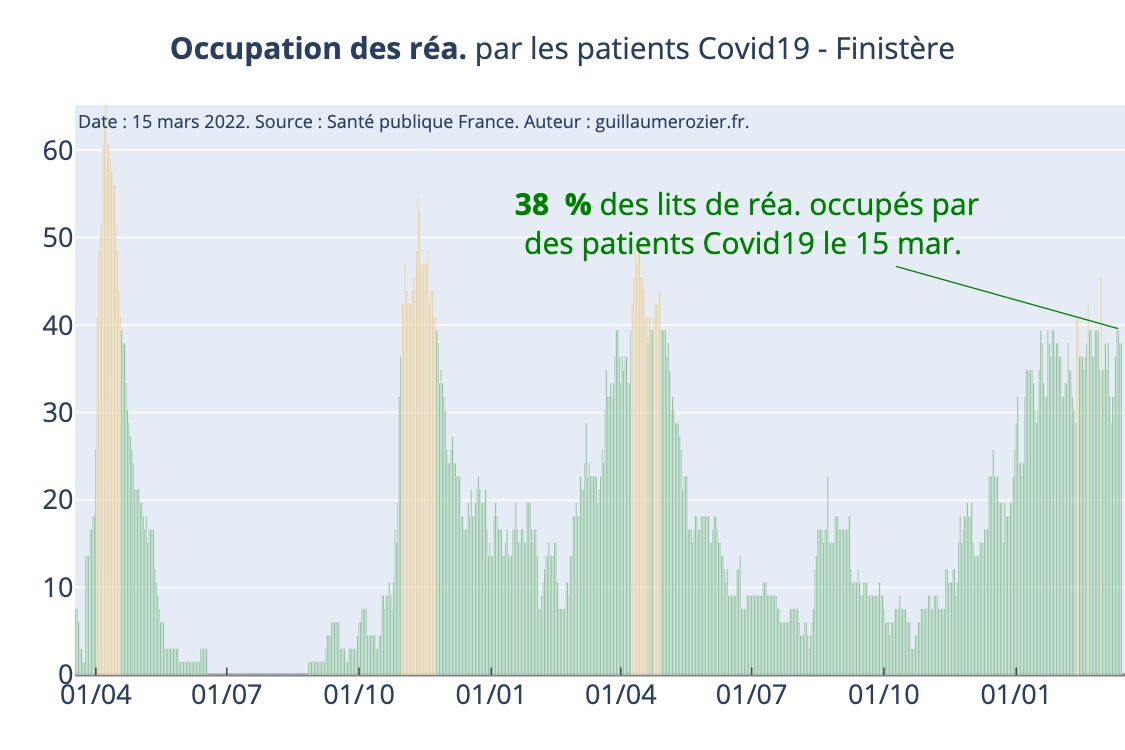 Occupation des réa. par les patients Covid19 - Finistère
Date : 15 mars 2022. Source : Santé publique France. Auteur : guillaumerozier.fr.
60
38 % des lits de réa. occupés par
50
des patients Covid19 le 15 mar.
40
30
20
10
0
01/04 01/07 01/10 01/01 01/04 01/07 01/10 01/01